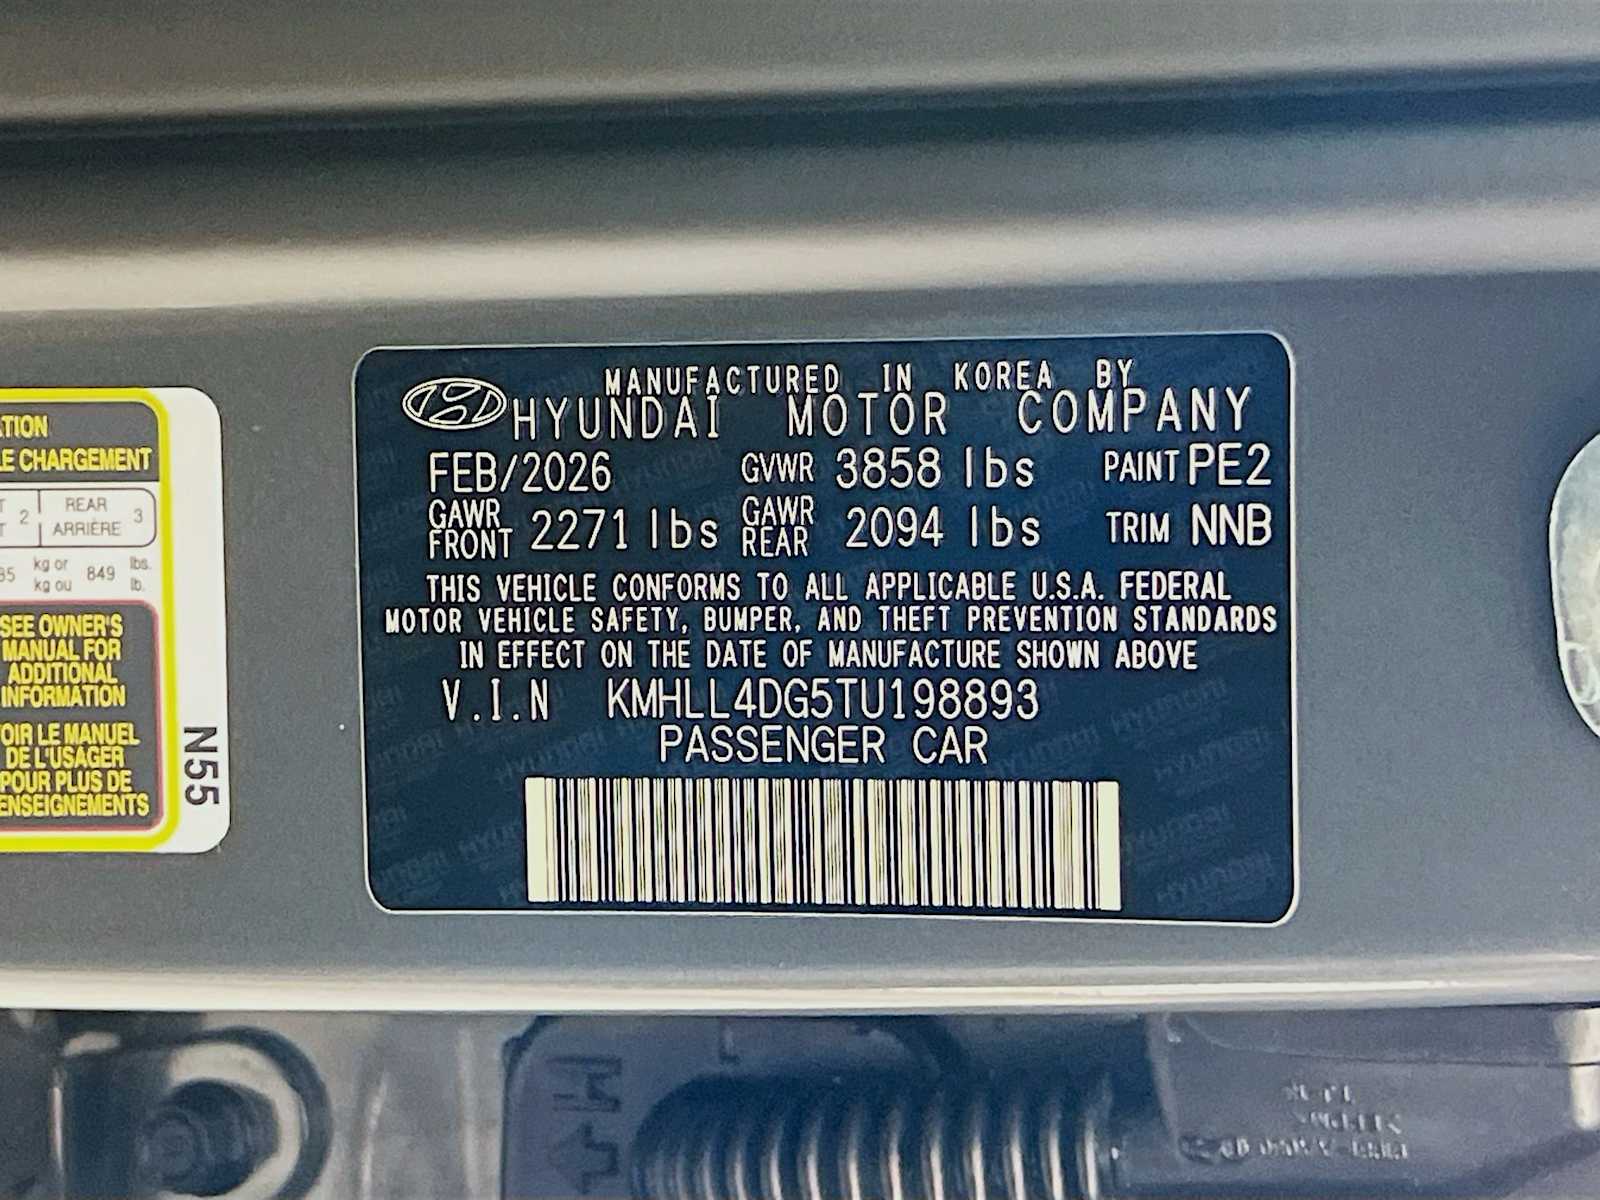 MANUFACTURED IN KOREA BY
HYUNDAI MOTOR COMPANY
FEB/2026 GVWR 3858 lbs PAINT PE2
GAWR FRONT 2271 lbs GAWR REAR 2094 lbs TRIM NNB
THIS VEHICLE CONFORMS TO ALL APPLICABLE U.S.A. FEDERAL
MOTOR VEHICLE SAFETY, BUMPER, AND THEFT PREVENTION STANDARDS
IN EFFECT ON THE DATE OF MANUFACTURE SHOWN ABOVE
V.I.N KMHLL4DG5TU198893
PASSENGER CAR
CHARGEMENT
2 REAR 3
ARRIÈRE
kg or 849 lbs.
kg ou lb.
SEE OWNER'S
MANUAL FOR
ADDITIONAL
INFORMATION
LE MANUEL
DE L'USAGER
POUR PLUS DE
N55